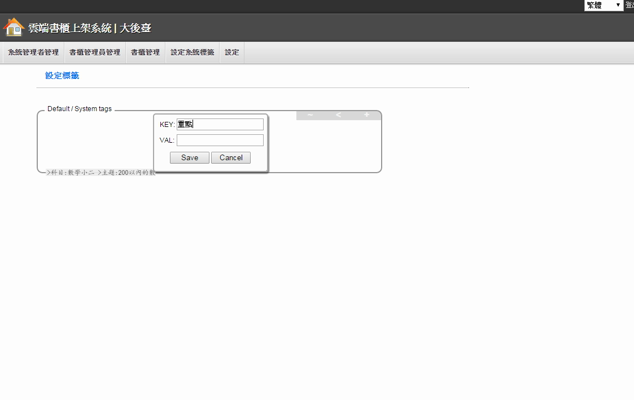 繁體
雲端書櫃上架系統 | 大後臺
系統管理者管理 書櫃管理員管理 書櫃管理 設定系統標籤 設定
設定標籤
Default / System tags
− < +
KEY: 重點
VAL:
Save Cancel
>科目:數學小二 >主題:200以內的數